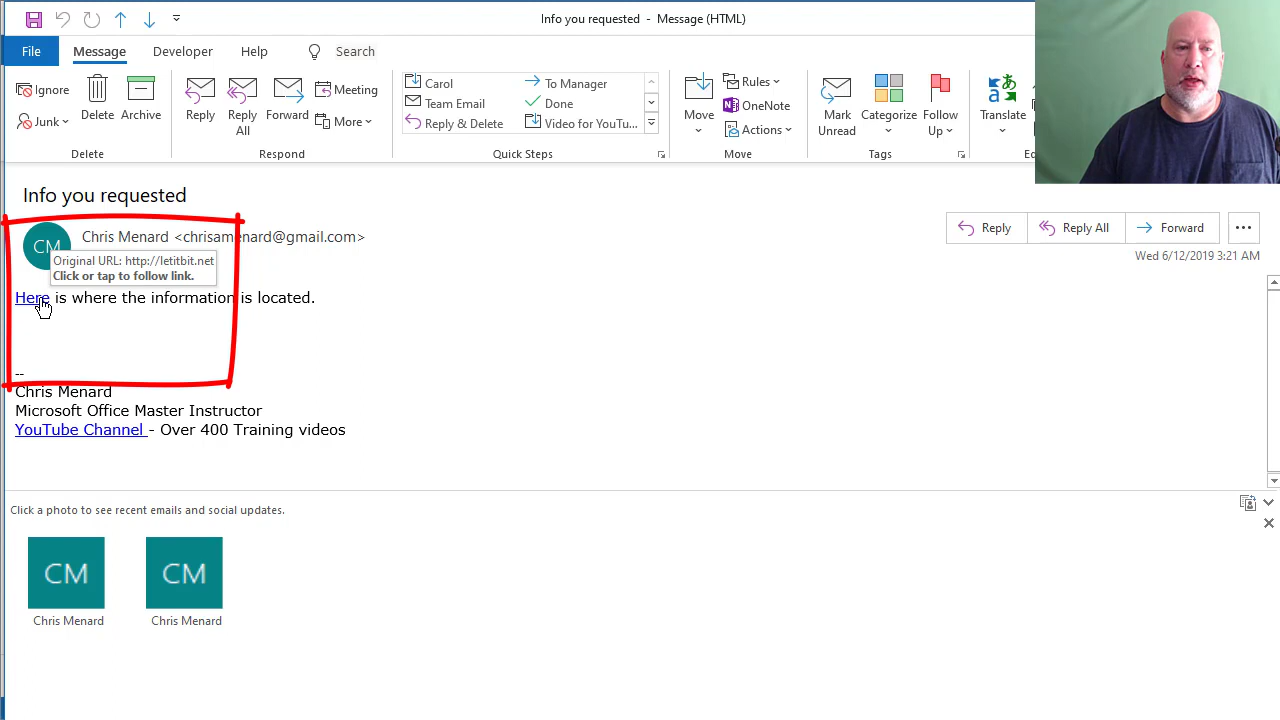 Info you requested - Message (HTML)
File Message Developer Help Search
Ignore
Junk
Delete
Archive
Delete
Reply
Reply All
Forward
Meeting
More
Respond
Carol
Team Email
Reply & Delete
To Manager
Done
Video for YouTu...
Quick Steps
Move
Rules
OneNote
Actions
Move
Mark Unread
Categorize
Follow Up
Tags
Translate
Info you requested
CM
Chris Menard <chrisamenard@gmail.com>
Reply
Reply All
Forward
Wed 6/12/2019 3:21 AM
Original URL: http://letitbit.net
Click or tap to follow link.
Here is where the information is located.
--
Chris Menard
Microsoft Office Master Instructor
YouTube Channel - Over 400 Training videos
Click a photo to see recent emails and social updates.
CM
CM
Chris Menard
Chris Menard